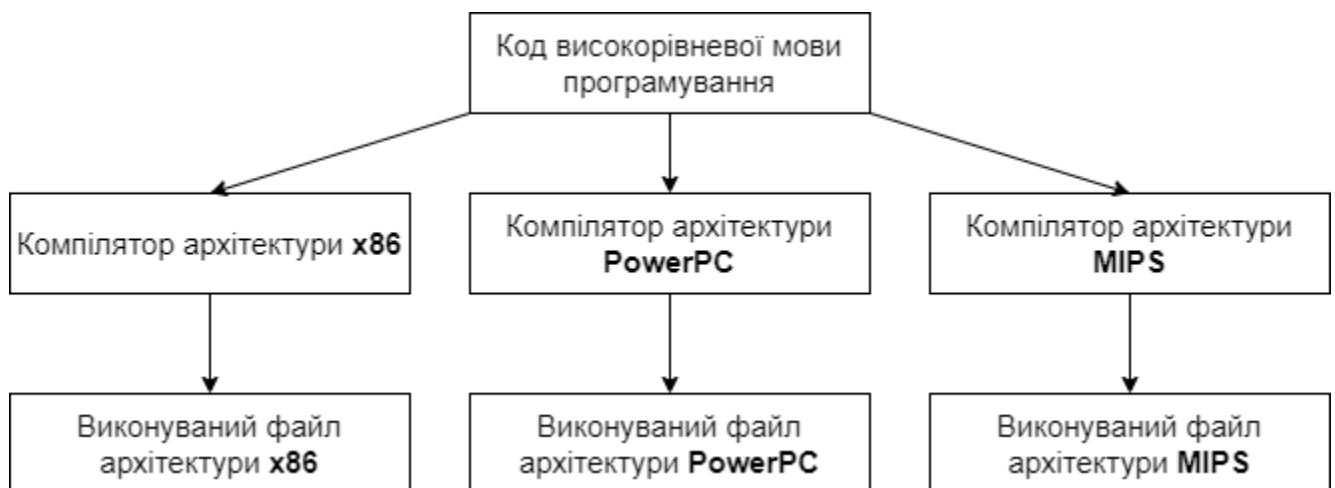 Код високорівневої мови
програмування
Компілятор архітектури x86
Компілятор архітектури
PowerPC
Компілятор архітектури
MIPS
Виконуваний файл
архітектури x86
Виконуваний файл
архітектури PowerPC
Виконуваний файл
архітектури MIPS